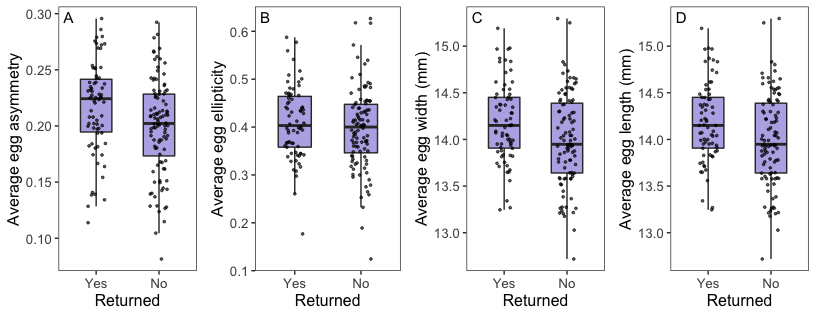 A
Average egg asymmetry
0.30
0.25
0.20
0.15
0.10
Yes No
Returned
B
Average egg ellipticity
0.6
0.5
0.4
0.3
0.2
0.1
Yes No
Returned
C
Average egg width (mm)
15.0
14.5
14.0
13.5
13.0
Yes No
Returned
D
Average egg length (mm)
15.0
14.5
14.0
13.5
13.0
Yes No
Returned